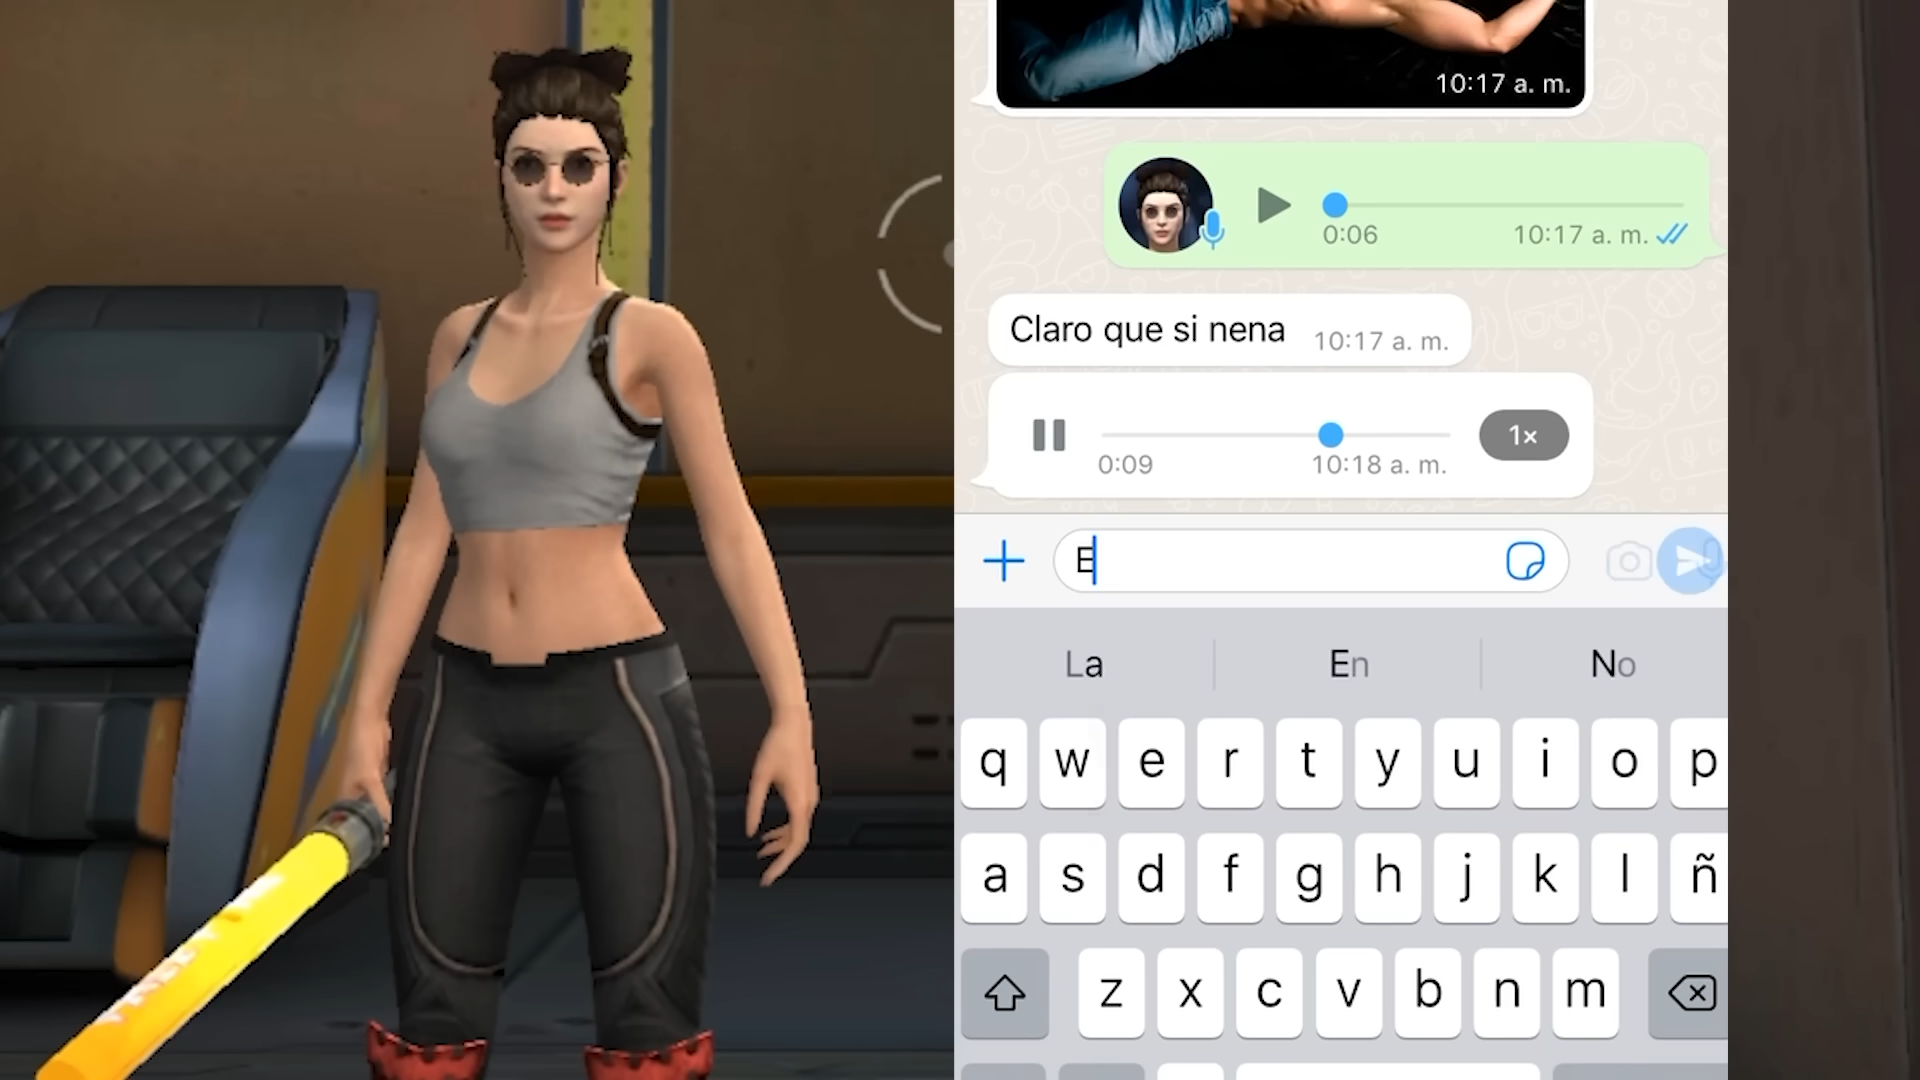 10:17 a. m.
0:06
10:17 a. m.
Claro que si nena
10:17 a. m.
1×
0:09
10:18 a. m.
E
La
En
No
q w e r t y u i o p
a s d f g h j k l ñ
z x c v b n m